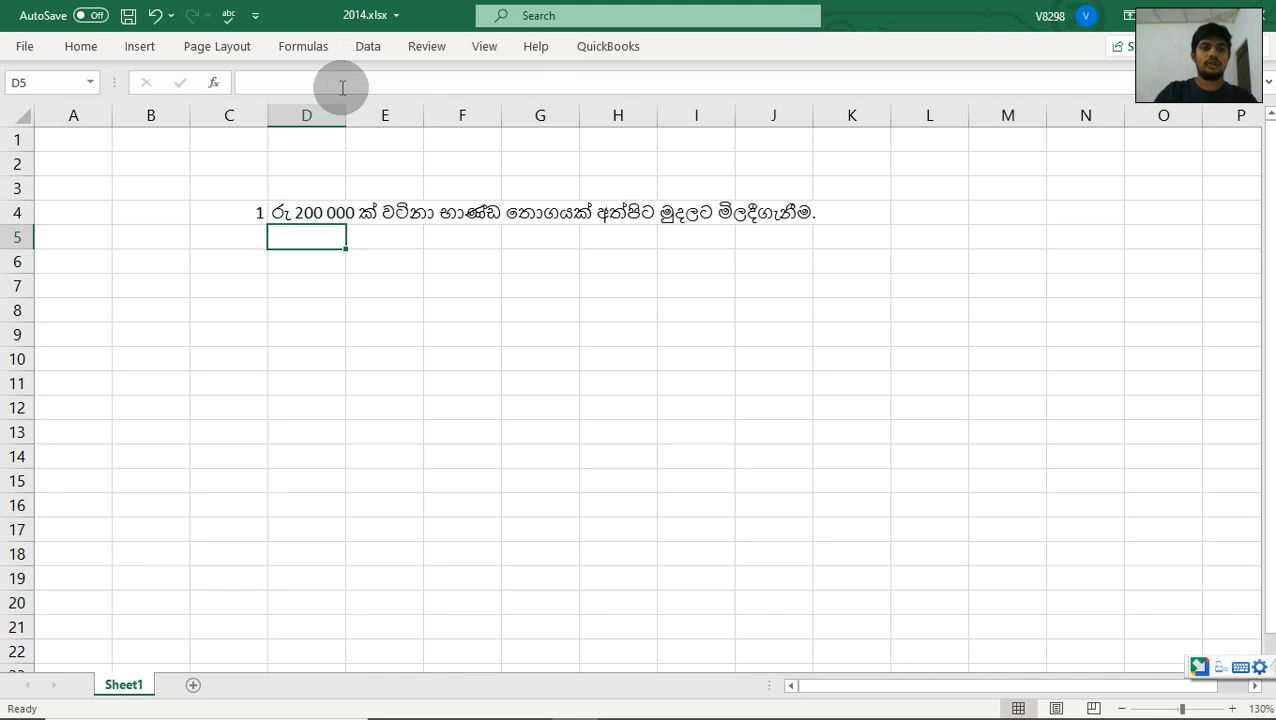 AutoSave Off 2014.xlsx Search V8298 V
File Home Insert Page Layout Formulas Data Review View Help QuickBooks S
D5 fx
A B C D E F G H I J K L M N O P
1
2
3
4 1 රු 200 000 ක් වටිනා භාණ්ඩ තොගයක් අත්පිට මුදලට මිලදීගැනීම.
5
6
7
8
9
10
11
12
13
14
15
16
17
18
19
20
21
22
සිං
Sheet1
Ready 130%